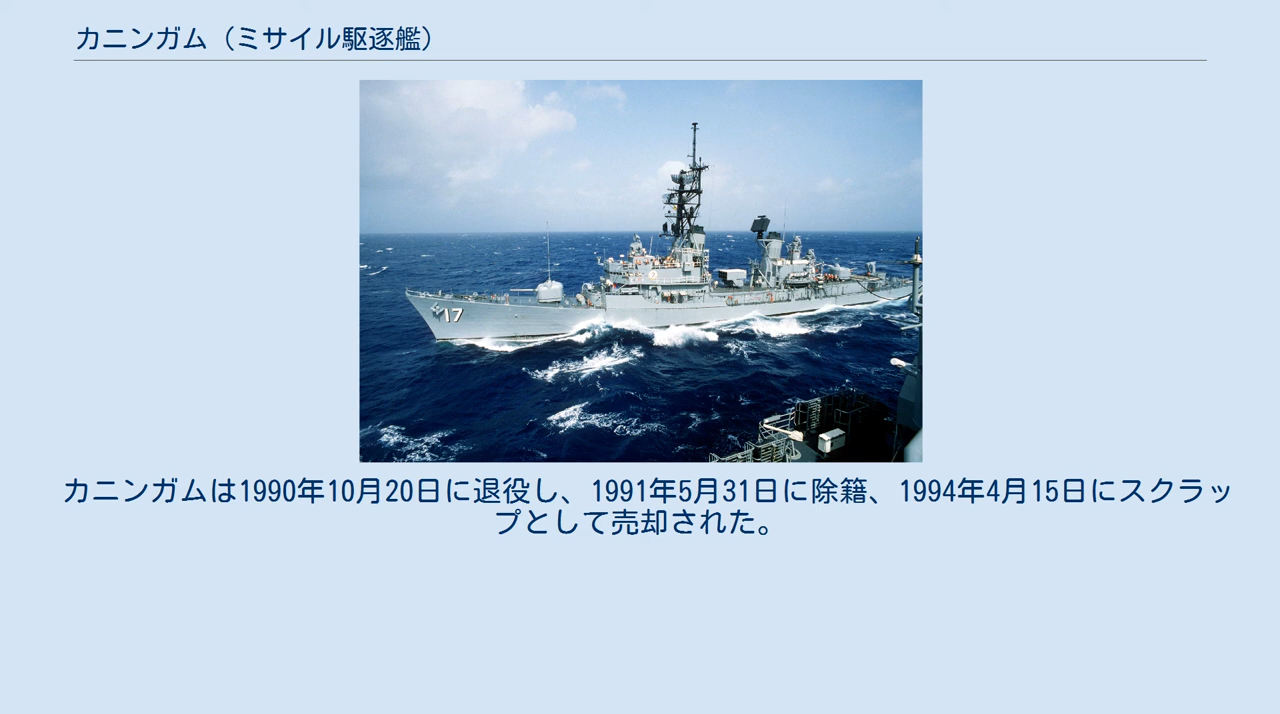 カニンガム（ミサイル駆逐艦）
17
カニンガムは1990年10月20日に退役し、1991年5月31日に除籍、1994年4月15日にスクラッ
プとして売却された。